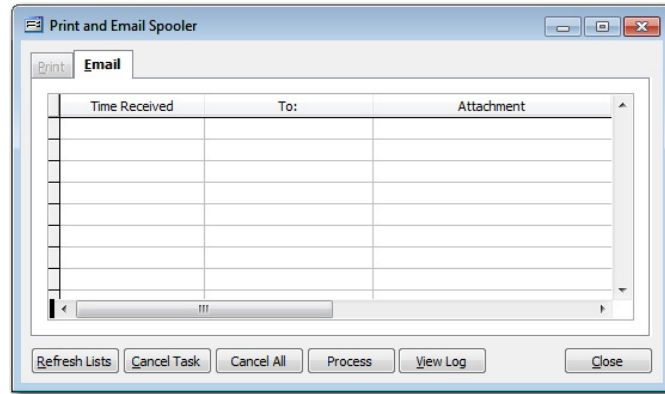 Print and Email Spooler
Print Email
Time Received To: Attachment
Refresh Lists Cancel Task Cancel All Process View Log Close